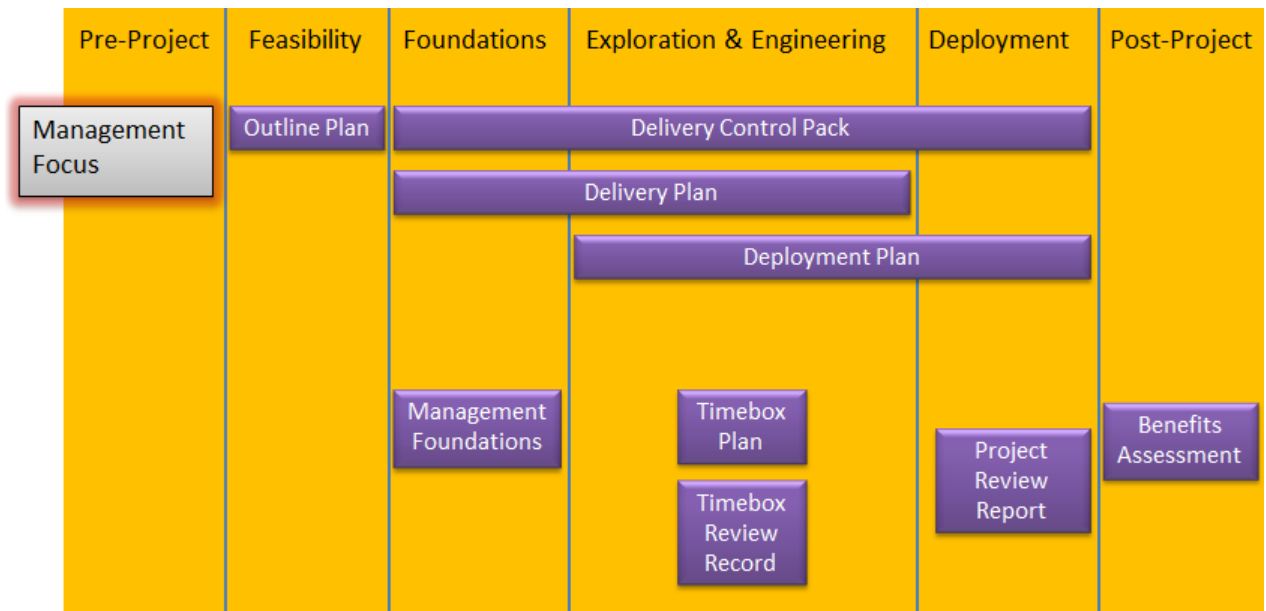 Pre-Project
Feasibility
Foundations
Exploration & Engineering
Deployment
Post-Project
Management
Focus
Outline Plan
Delivery Control Pack
Delivery Plan
Deployment Plan
Management
Foundations
Timebox
Plan
Timebox
Review
Record
Project
Review
Report
Benefits
Assessment